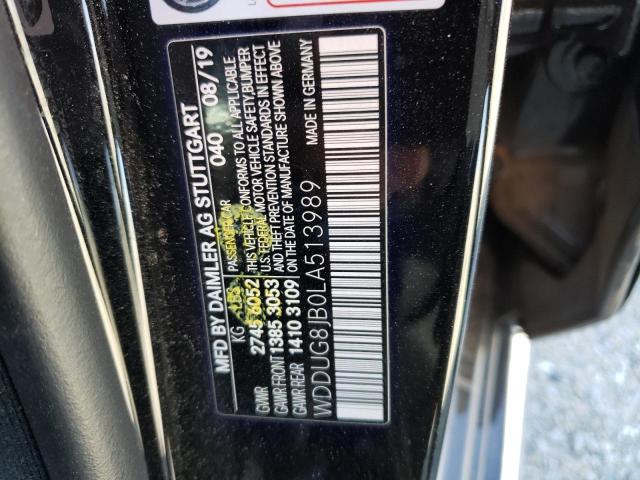 MFD BY DAIMLER AG STUTTGART
040 08/19
KG LBS PASSENGER CAR
GVWR 2745 6052 -THIS VEHICLE CONFORMS TO ALL APPLICABLE
U.S. FEDERAL MOTOR VEHICLE SAFETY, BUMPER
GAWR FRONT 1385 3053 AND THEFT PREVENTION STANDARDS IN EFFECT
GAWR REAR 1410 3109 ON THE DATE OF MANUFACTURE SHOWN ABOVE
MADE IN GERMANY
WDDUG8JB0LA513989